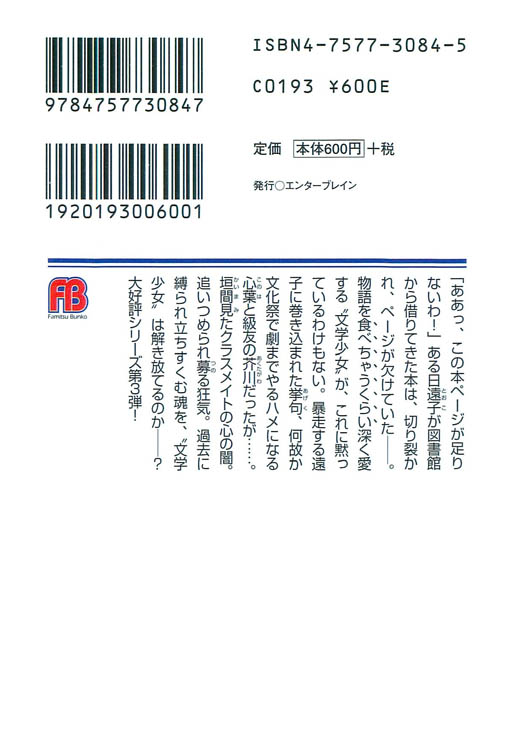 9784757730847
ISBN4-7577-3084-5
C0193 ¥600E
1920193006001
定価 本体600円+税
発行○エンターブレイン
FB
Famitsu Bunko
「ああっ、この本ページが足り
ないわ!」ある日遠子が図書館
から借りてきた本は、切り裂か
れ、ページが欠けていた――。
物語を食べちゃうくらい深く愛
する〝文学少女〟が、これに黙っ
ているわけもない。暴走する遠
子に巻き込まれた挙句、何故か
文化祭で劇までやるハメになる
心葉と級友の芥川だったが……。
垣間見たクラスメイトの心の闇。
追いつめられ募る狂気。過去に
縛られ立ちすくむ魂を、〝文学
少女〟は解き放てるのか――?
大好評シリーズ第3弾!